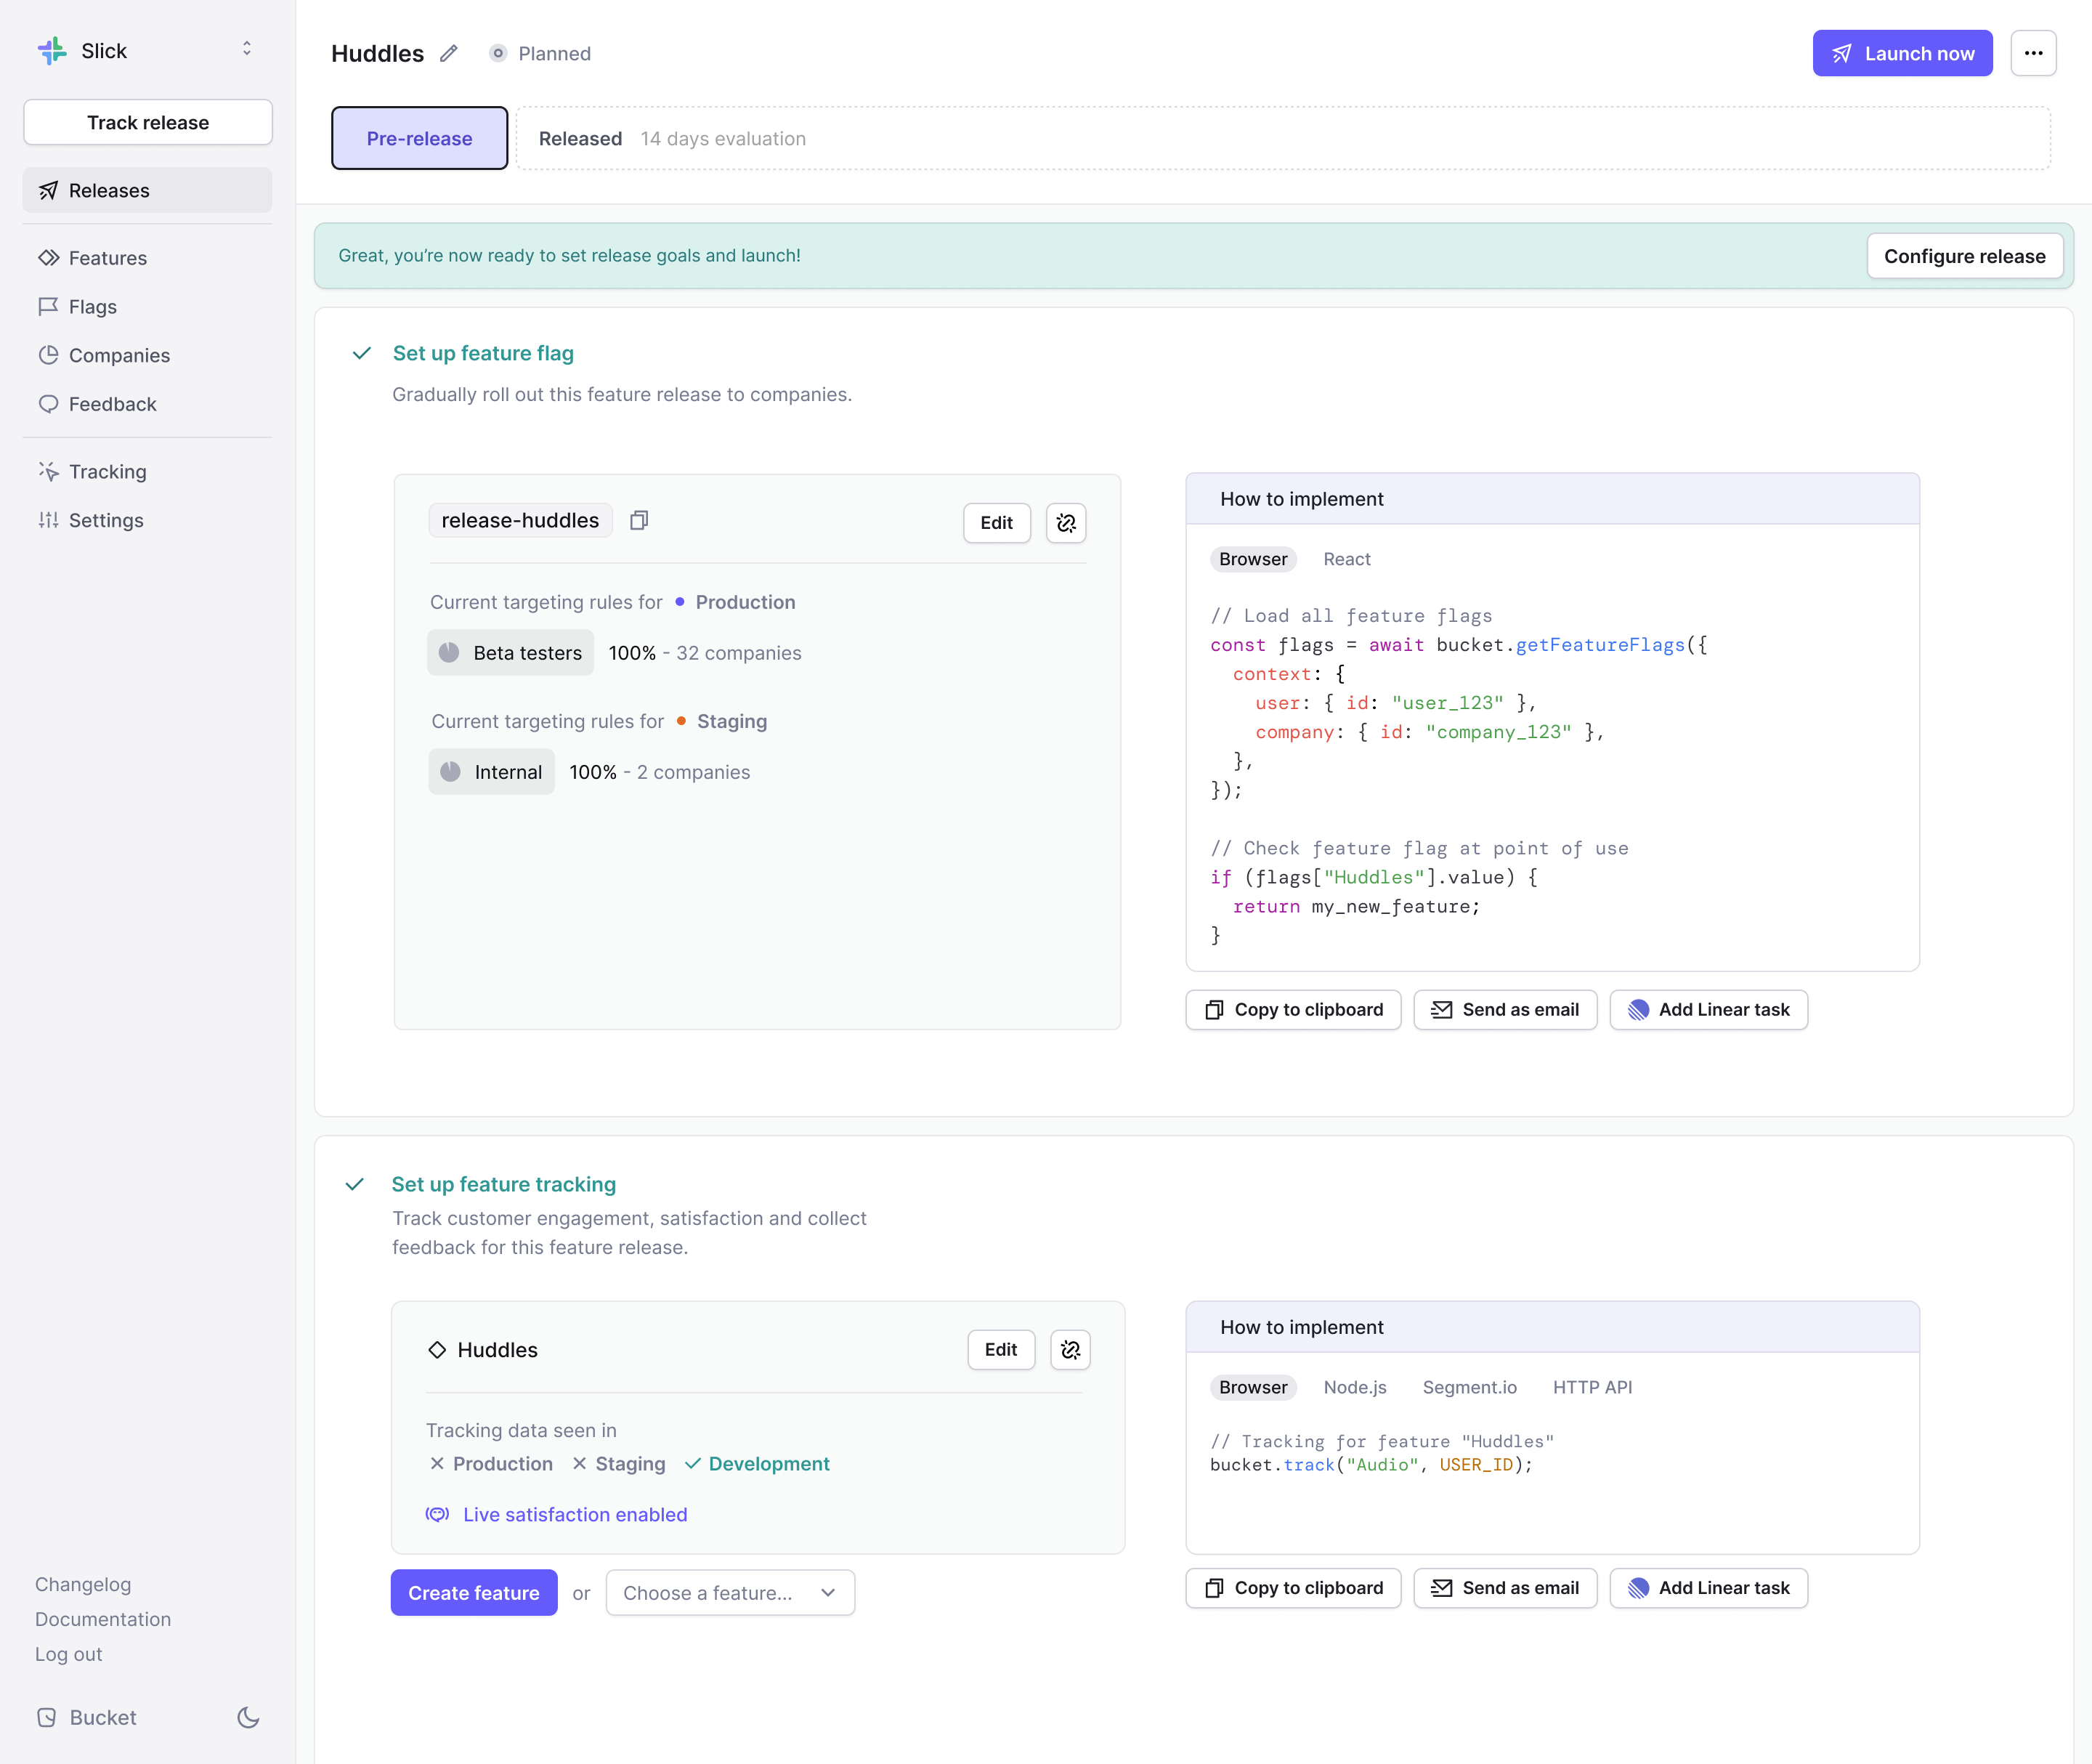 Slick
Track release
Releases
Features
Flags
Companies
Feedback
Tracking
Settings
Changelog
Documentation
Log out
Bucket
Huddles
Planned
Launch now
Pre-release
Released 14 days evaluation
Great, you’re now ready to set release goals and launch!
Configure release
Set up feature flag
Gradually roll out this feature release to companies.
release-huddles
Edit
Current targeting rules for Production
Beta testers 100% - 32 companies
Current targeting rules for Staging
Internal 100% - 2 companies
How to implement
Browser React
// Load all feature flags
const flags = await bucket.getFeatureFlags({
  context: {
    user: { id: "user_123" },
    company: { id: "company_123" },
  },
});
// Check feature flag at point of use
if (flags["Huddles"].value) {
  return my_new_feature;
}
Copy to clipboard
Send as email
Add Linear task
Set up feature tracking
Track customer engagement, satisfaction and collect
feedback for this feature release.
Huddles
Edit
Tracking data seen in
Production Staging Development
Live satisfaction enabled
Create feature or Choose a feature...
How to implement
Browser Node.js Segment.io HTTP API
// Tracking for feature "Huddles"
bucket.track("Audio", USER_ID);
Copy to clipboard
Send as email
Add Linear task